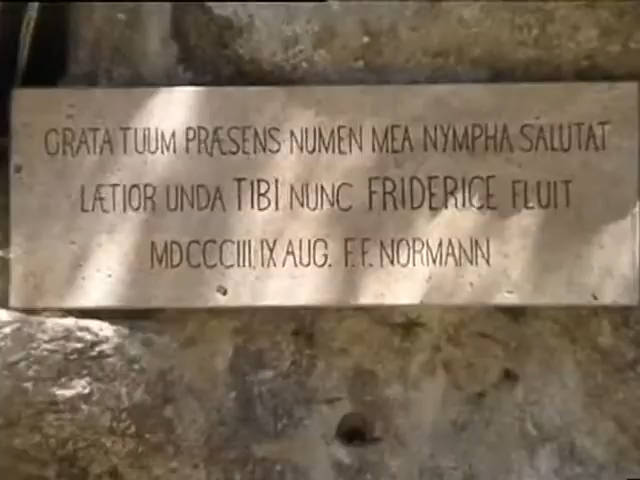 GRATA TUUM PRÆSENS NUMEN MEA NYMPHA SALUTAT
LÆTIOR UNDA TIBI NUNC FRIDERICE FLUIT
MDCCCIII, IX AUG. F. F. NORMANN